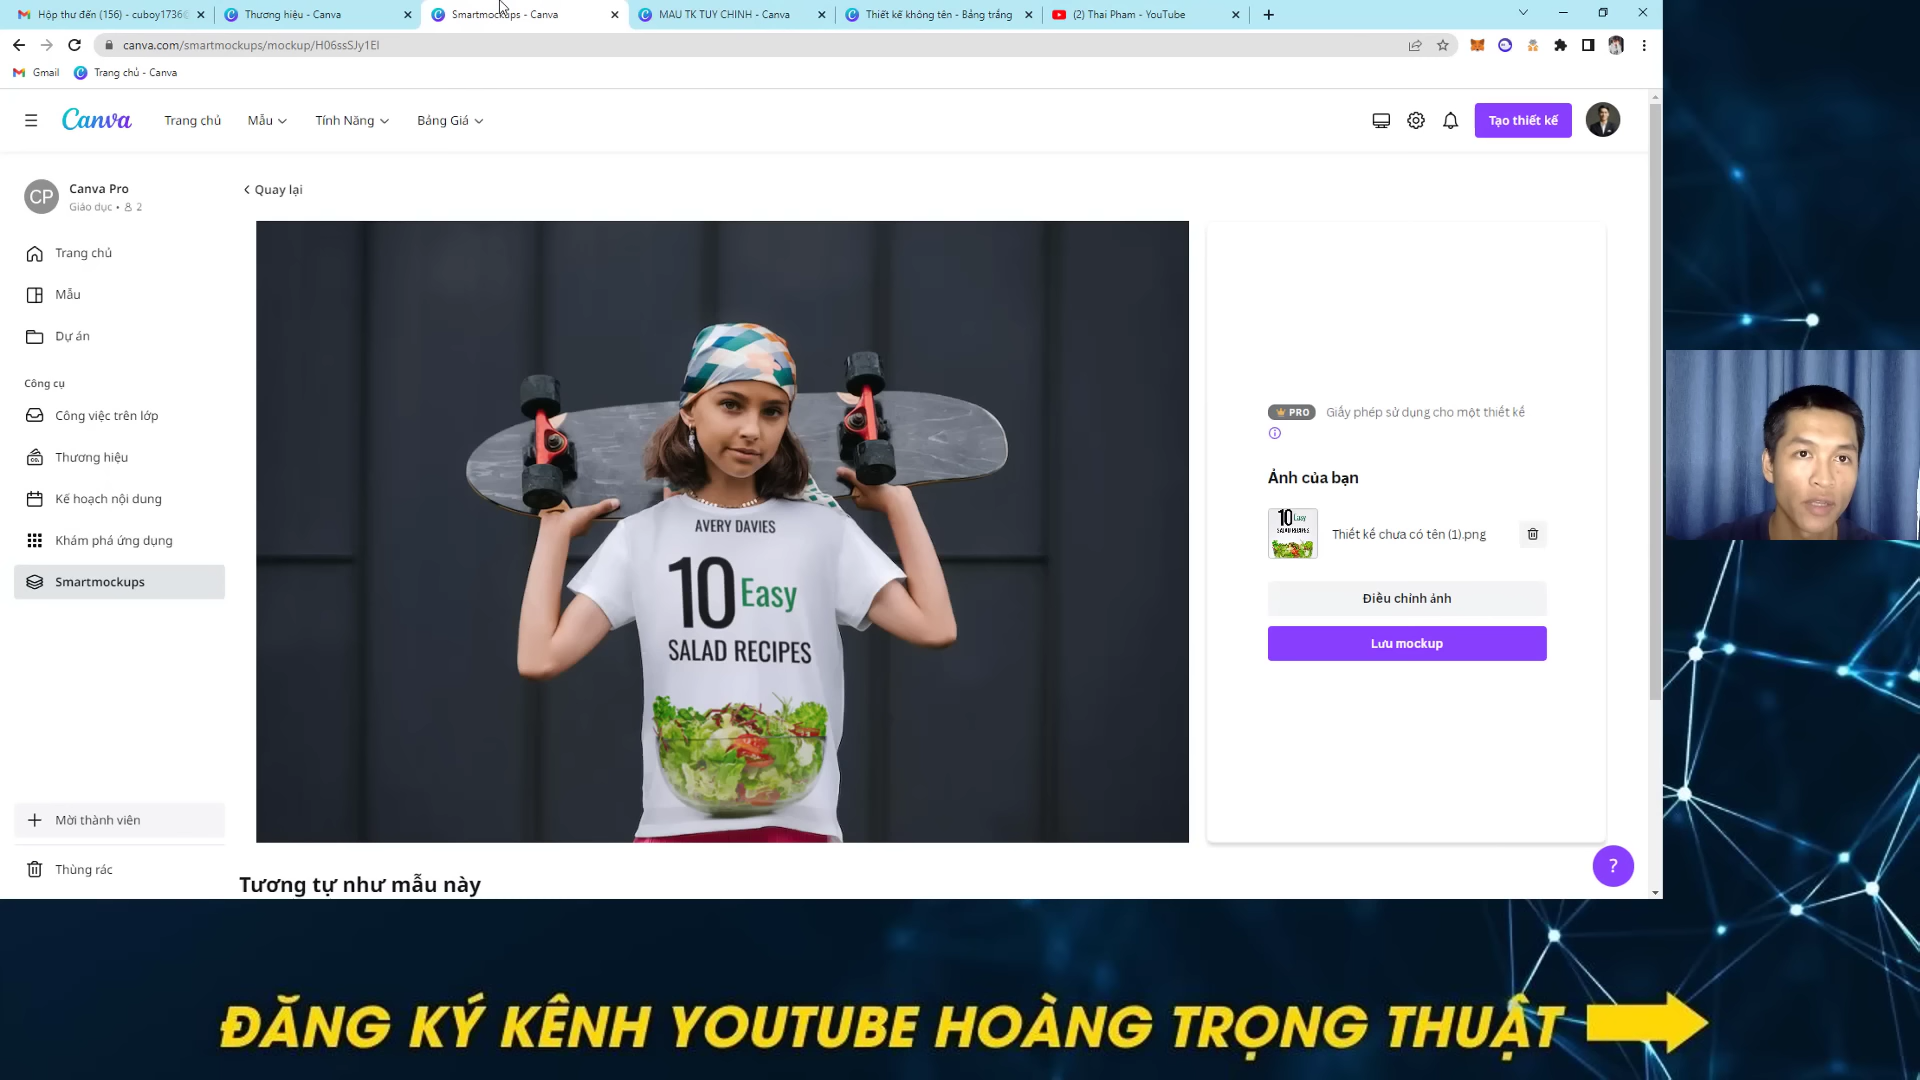 Hộp thư đến (156) - cuboy1736
Thương hiệu - Canva
Smartmockups - Canva
MAU TK TUY CHINH - Canva
Thiết kế không tên - Bảng trắng
(2) Thai Pham - YouTube
canva.com/smartmockups/mockup/H06ssSJy1El
Gmail
Trang chủ - Canva
Canva
Trang chủ
Mẫu
Tính Năng
Bảng Giá
Tạo thiết kế
CP
Canva Pro
Giáo dục • 2
Quay lại
Trang chủ
Mẫu
Dự án
Công cụ
Công việc trên lớp
Thương hiệu
Kế hoạch nội dung
Khám phá ứng dụng
Smartmockups
Mời thành viên
Thùng rác
AVERY DAVIES
10 Easy
SALAD RECIPES
PRO Giấy phép sử dụng cho một thiết kế
Ảnh của bạn
10 Easy
SALAD RECIPES
Thiết kế chưa có tên (1).png
Điều chỉnh ảnh
Lưu mockup
Tương tự như mẫu này
?
ĐĂNG KÝ KÊNH YOUTUBE HOÀNG TRỌNG THUẬT